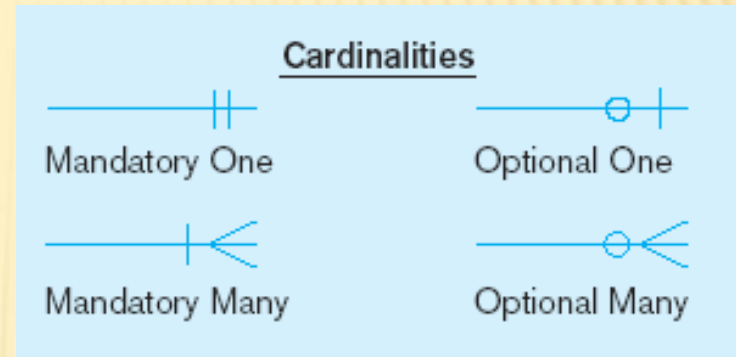 Cardinalities
Mandatory One
Optional One
Mandatory Many
Optional Many